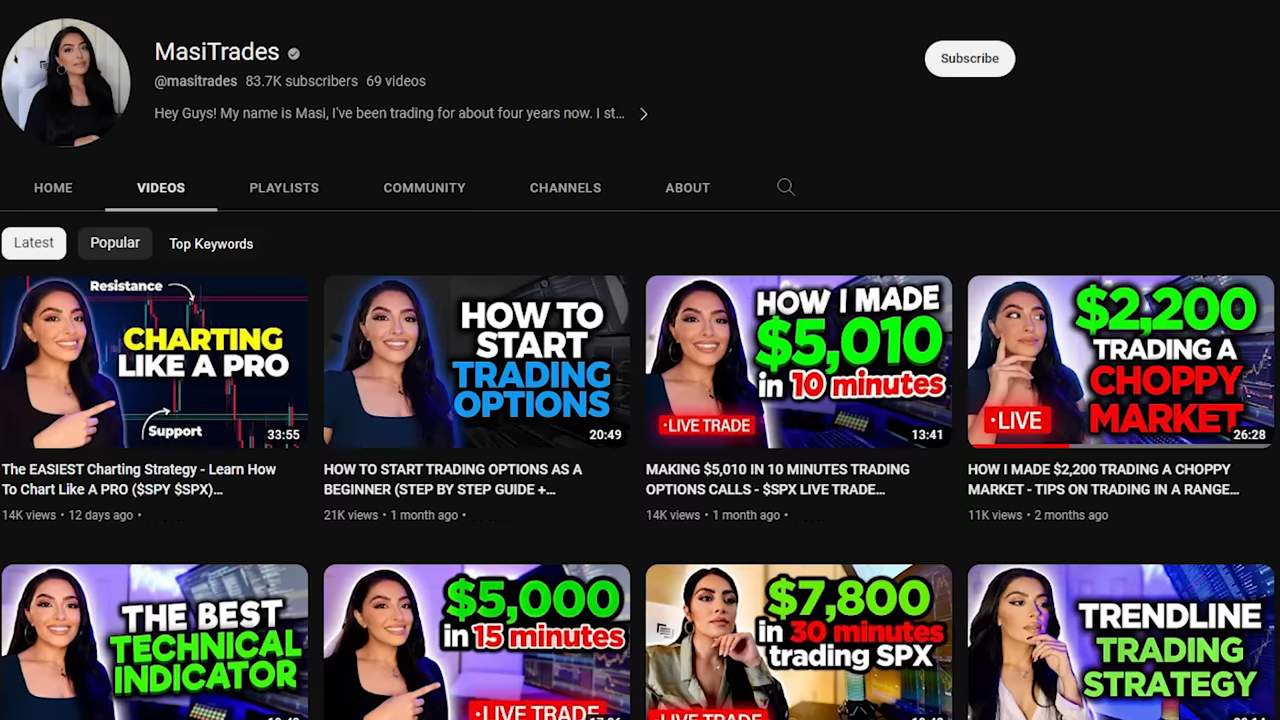 MasiTrades
Subscribe
@masitrades 83.7K subscribers 69 videos
Hey Guys! My name is Masi, I've been trading for about four years now. I st...
HOME VIDEOS PLAYLISTS COMMUNITY CHANNELS ABOUT
Latest Popular Top Keywords
Resistance
CHARTING
LIKE A PRO
Support
33:55
HOW TO
START
TRADING
OPTIONS
20:49
HOW I MADE
$5,010
in 10 minutes
•LIVE TRADE
13:41
$2,200
TRADING A
CHOPPY
MARKET
•LIVE
26:28
The EASIEST Charting Strategy - Learn How
To Chart Like A PRO ($SPY $SPX)...
14K views • 12 days ago •
HOW TO START TRADING OPTIONS AS A
BEGINNER (STEP BY STEP GUIDE +...
21K views • 1 month ago •
MAKING $5,010 IN 10 MINUTES TRADING
OPTIONS CALLS - $SPX LIVE TRADE...
14K views • 1 month ago •
HOW I MADE $2,200 TRADING A CHOPPY
MARKET - TIPS ON TRADING IN A RANGE...
11K views • 2 months ago
THE BEST
TECHNICAL
INDICATOR
$5,000
in 15 minutes
•LIVE TRADE
$7,800
in 30 minutes
trading SPX
LIVE TRADE
TRENDLINE
TRADING
STRATEGY